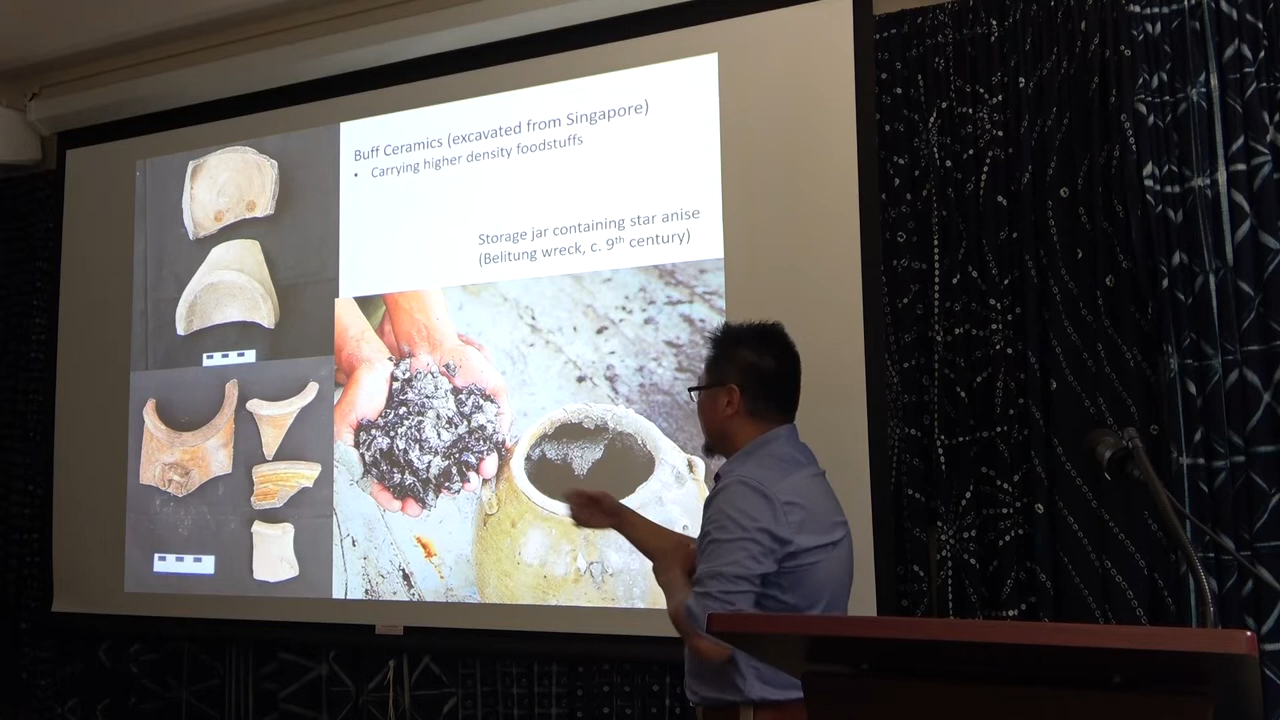 Buff Ceramics (excavated from Singapore)
• Carrying higher density foodstuffs
Storage jar containing star anise
(Belitung wreck, c. 9th century)